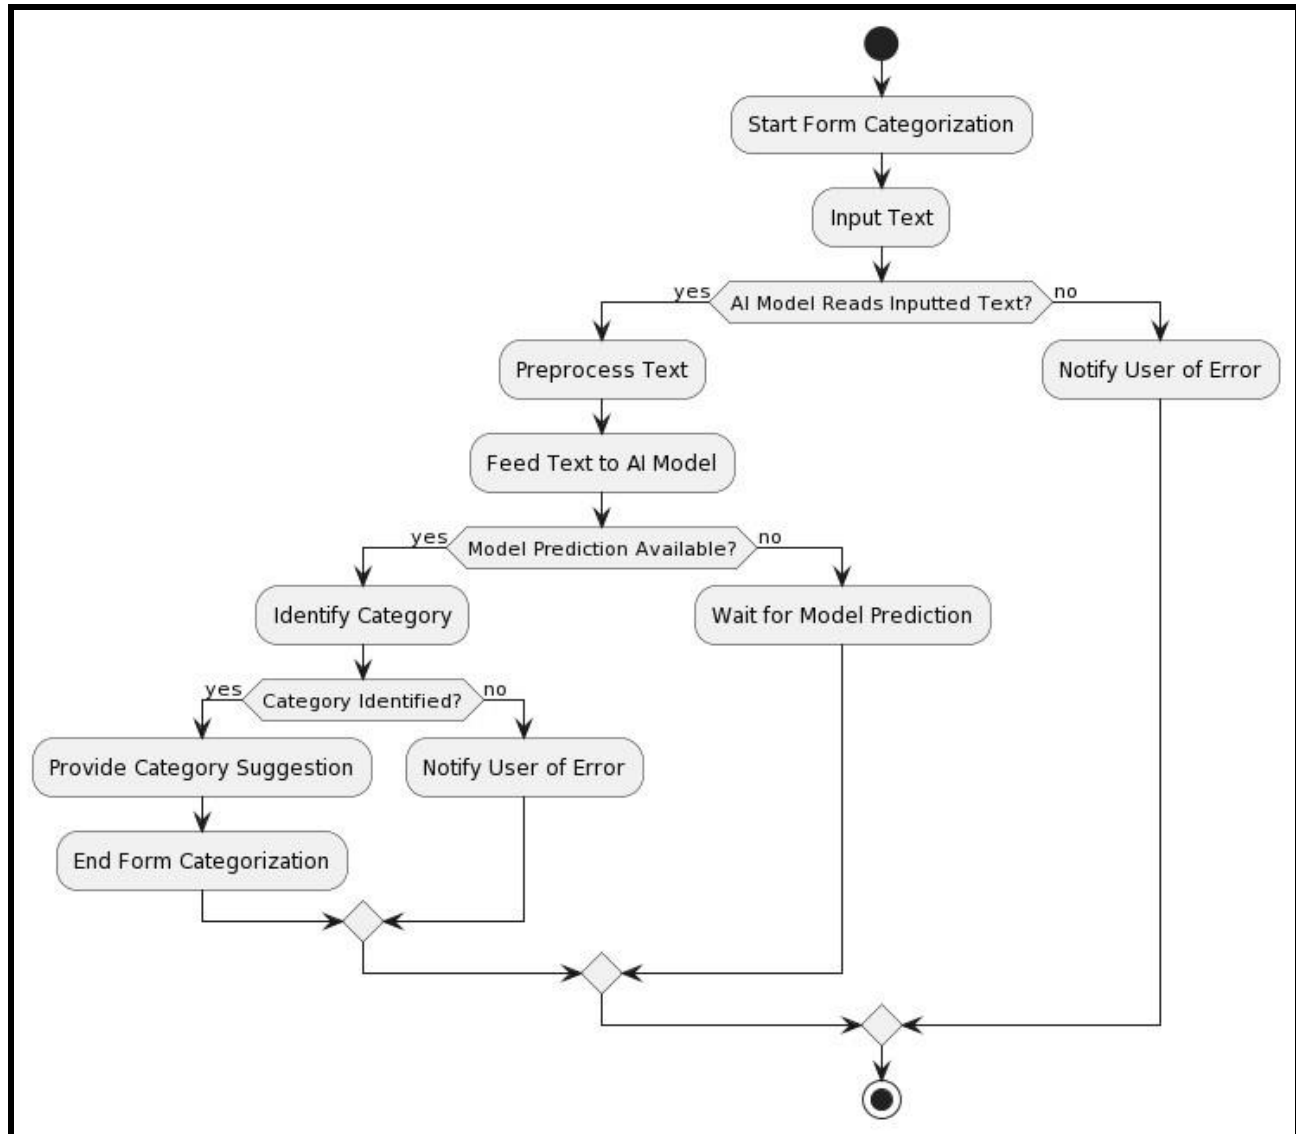 Start Form Categorization
Input Text
yes
AI Model Reads Inputted Text?
no
Preprocess Text
Notify User of Error
Feed Text to AI Model
yes
Model Prediction Available?
no
Identify Category
Wait for Model Prediction
yes
Category Identified?
no
Provide Category Suggestion
Notify User of Error
End Form Categorization